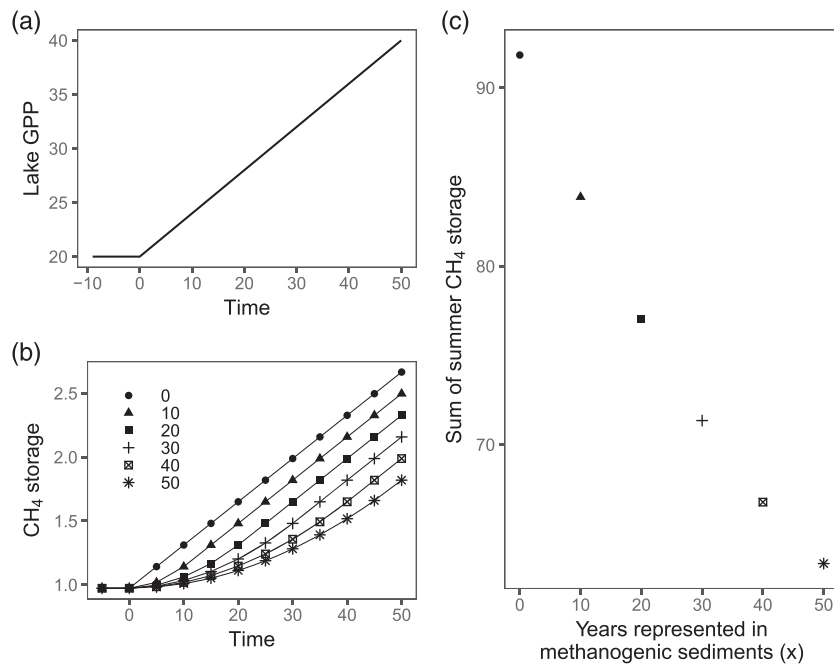 (a)
40
35
30
25
20
Lake GPP
−10 0 10 20 30 40 50
Time
(b)
2.5
2.0
1.5
1.0
CH₄ storage
0
10
20
30
40
50
0 10 20 30 40 50
Time
(c)
90
80
70
Sum of summer CH₄ storage
0 10 20 30 40 50
Years represented in
methanogenic sediments (x)